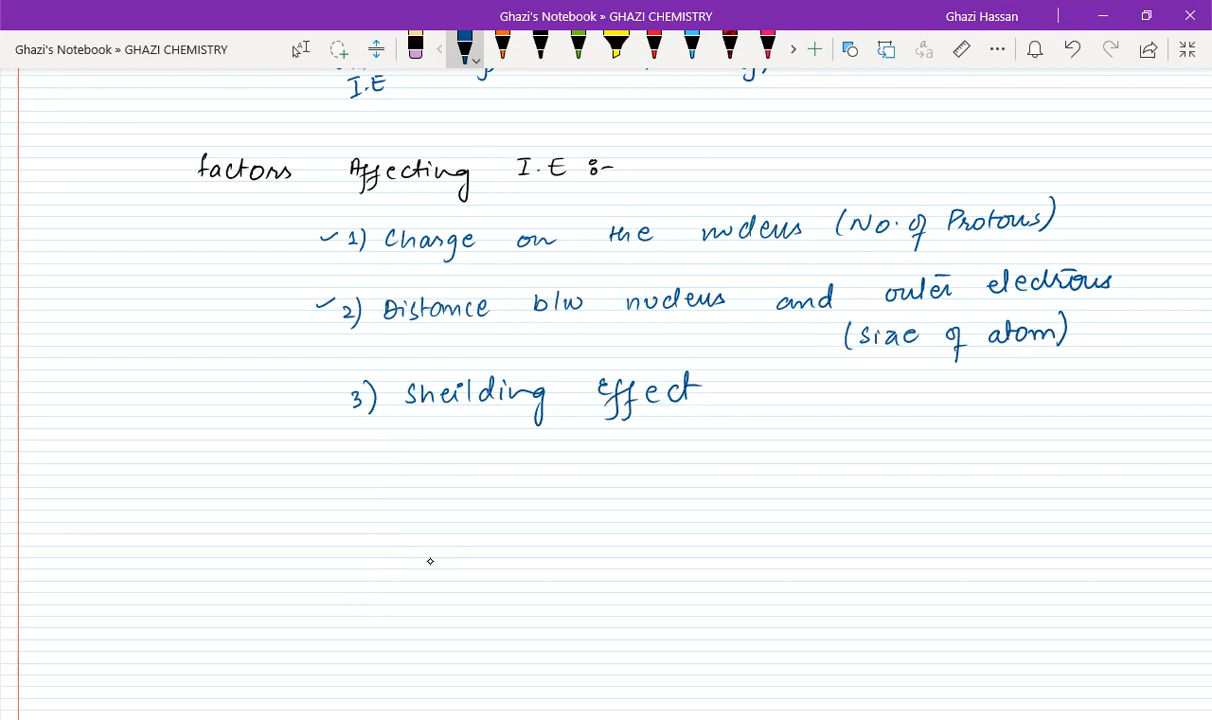 Ghazi's Notebook » GHAZI CHEMISTRY
Ghazi Hassan
Ghazi's Notebook » GHAZI CHEMISTRY
I.E
factors Affecting I.E :-
1) Charge on the nucleus (No. of Protons)
2) Distance b/w nucleus and outer electrons
(size of atom)
3) Sheilding Effect